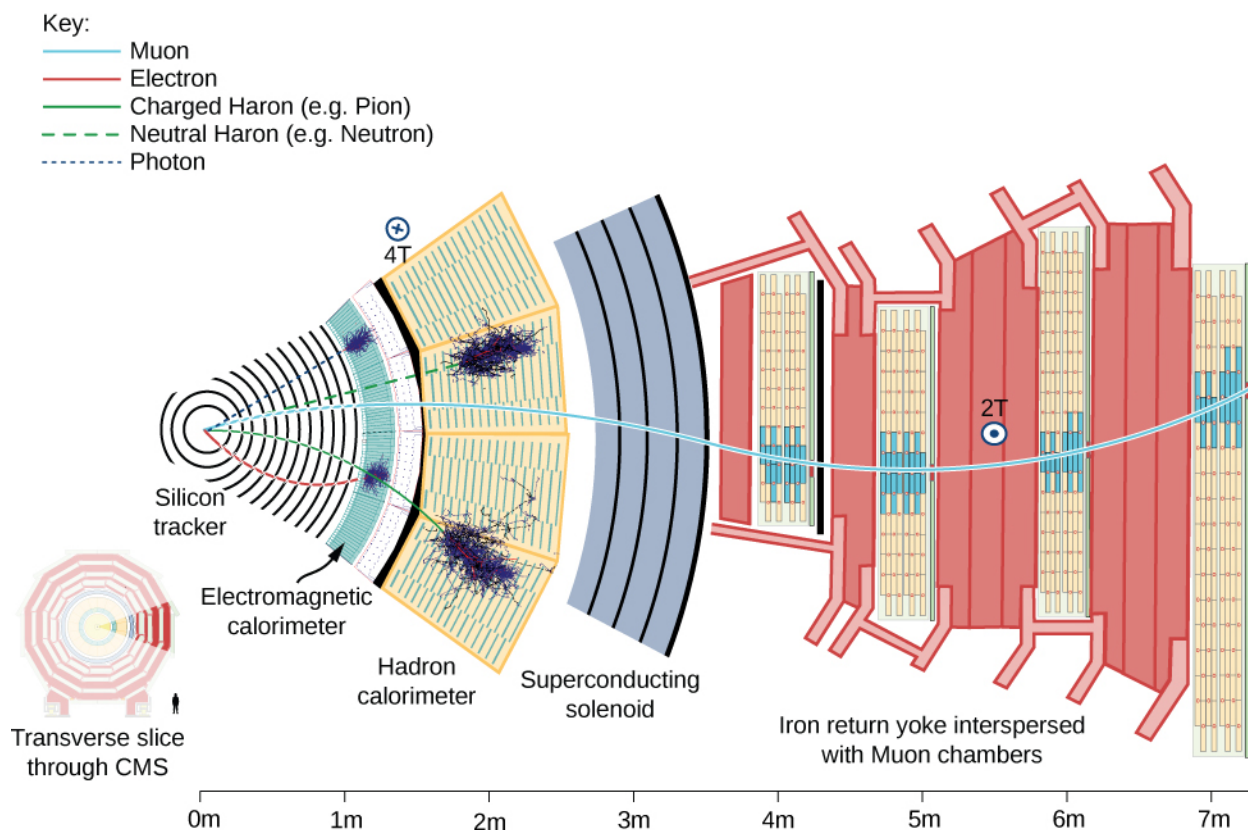 Key:
Muon
Electron
Charged Haron (e.g. Pion)
Neutral Haron (e.g. Neutron)
Photon
4T
2T
Silicon
tracker
Electromagnetic
calorimeter
Hadron
calorimeter
Superconducting
solenoid
Iron return yoke interspersed
with Muon chambers
Transverse slice
through CMS
0m 1m 2m 3m 4m 5m 6m 7m